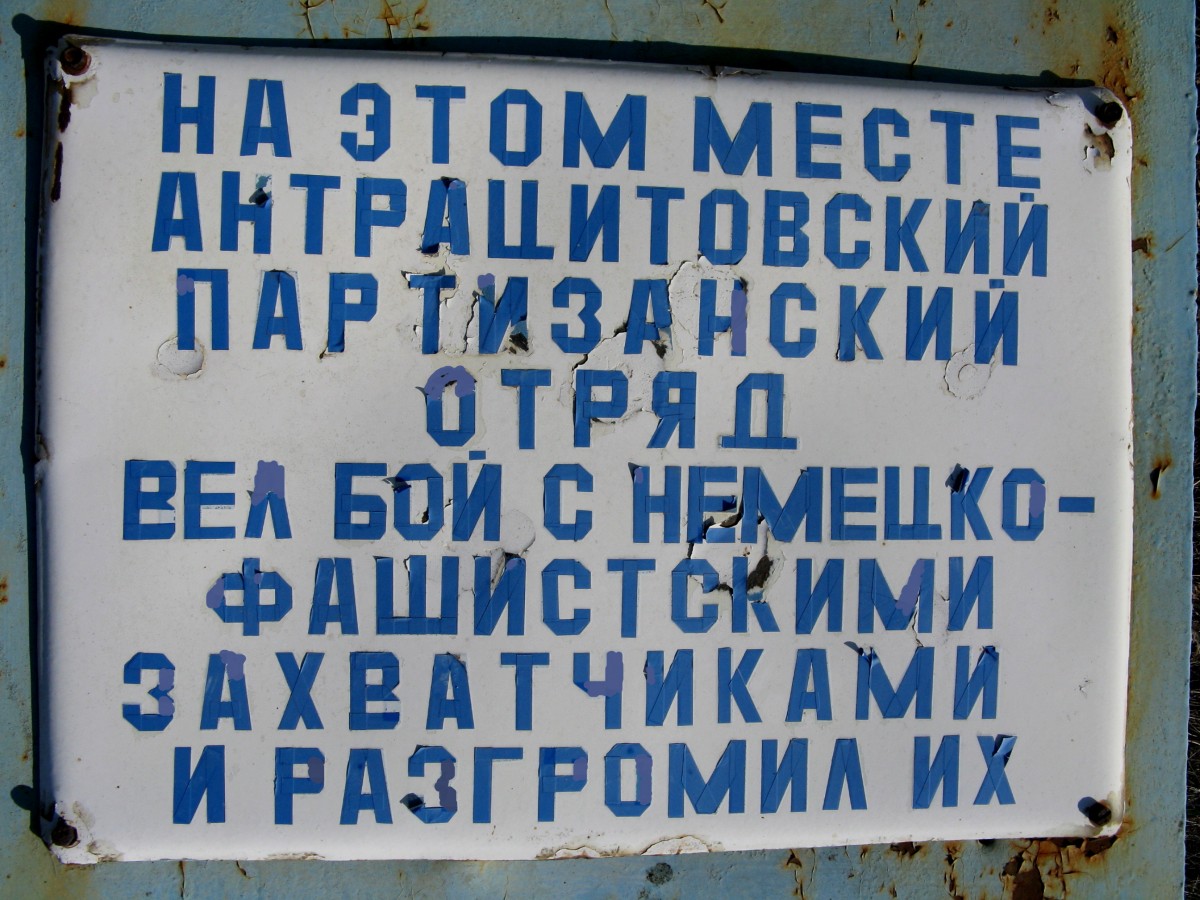 НА ЭТОМ МЕСТЕ
АНТРАЦИТОВСКИЙ
ПАРТИЗАНСКИЙ
ОТРЯД
ВЕЛ БОЙ С НЕМЕЦКО-
ФАШИСТСКИМИ
ЗАХВАТЧИКАМИ
И РАЗГРОМИЛ ИХ